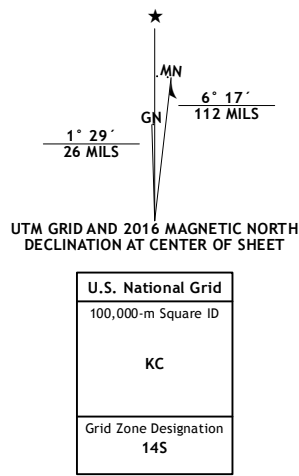 ★
MN
GN
6° 17´
112 MILS
1° 29´
26 MILS
UTM GRID AND 2016 MAGNETIC NORTH
DECLINATION AT CENTER OF SHEET
U.S. National Grid
100,000-m Square ID
KC
Grid Zone Designation
14S